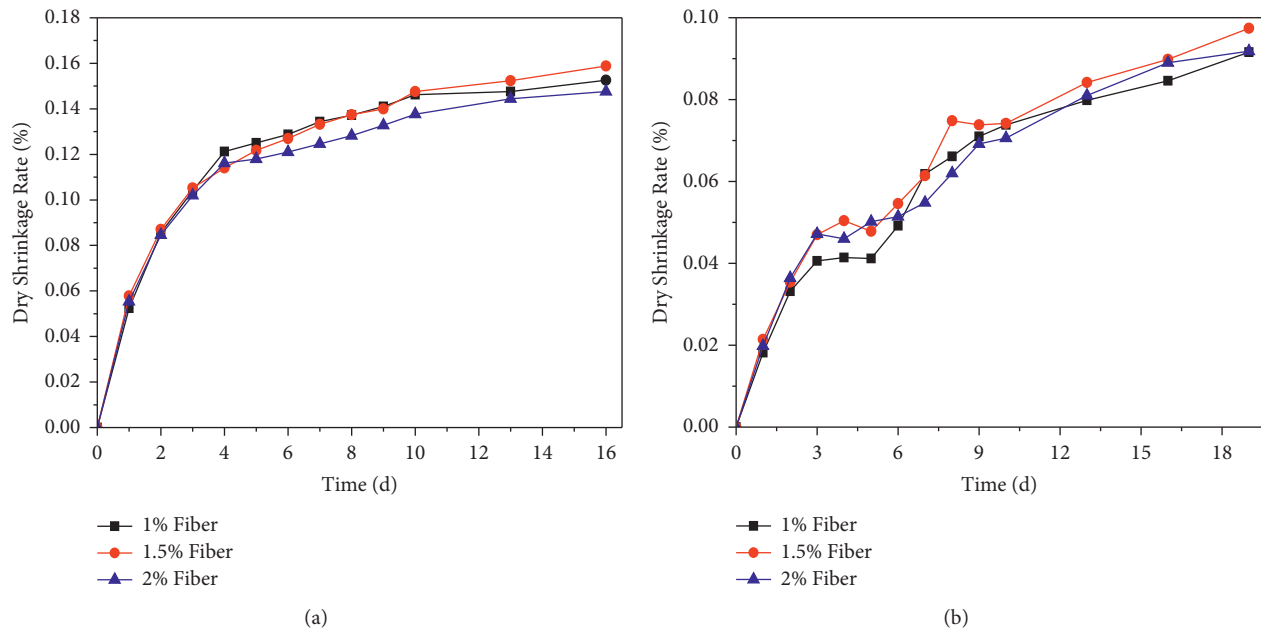 0.18
0.16
0.14
0.12
0.10
0.08
0.06
0.04
0.02
0.00
Dry Shrinkage Rate (%)
0 2 4 6 8 10 12 14 16
Time (d)
1% Fiber
1.5% Fiber
2% Fiber
(a)
0.10
0.08
0.06
0.04
0.02
0.00
Dry Shrinkage Rate (%)
0 3 6 9 12 15 18
Time (d)
1% Fiber
1.5% Fiber
2% Fiber
(b)